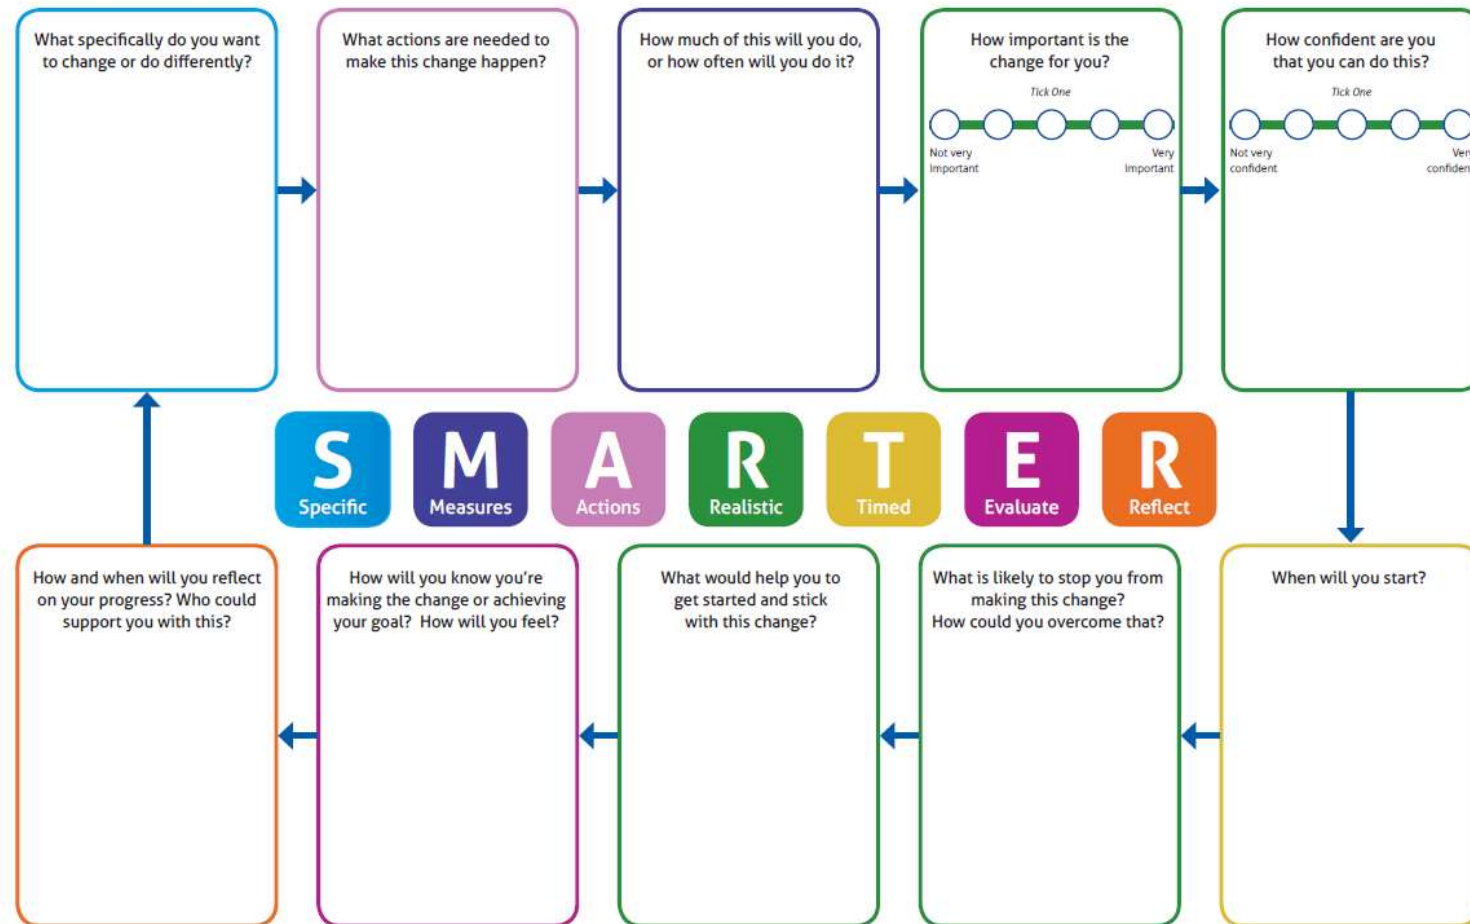 What specifically do you want
to change or do differently?
What actions are needed to
make this change happen?
How much of this will you do,
or how often will you do it?
How important is the
change for you?
Tick One
Not very
important
Very
important
How confident are you
that you can do this?
Tick One
Not very
confident
Very
confident
S
Specific
M
Measures
A
Actions
R
Realistic
T
Timed
E
Evaluate
R
Reflect
How and when will you reflect
on your progress? Who could
support you with this?
How will you know you're
making the change or achieving
your goal?  How will you feel?
What would help you to
get started and stick
with this change?
What is likely to stop you from
making this change?
How could you overcome that?
When will you start?